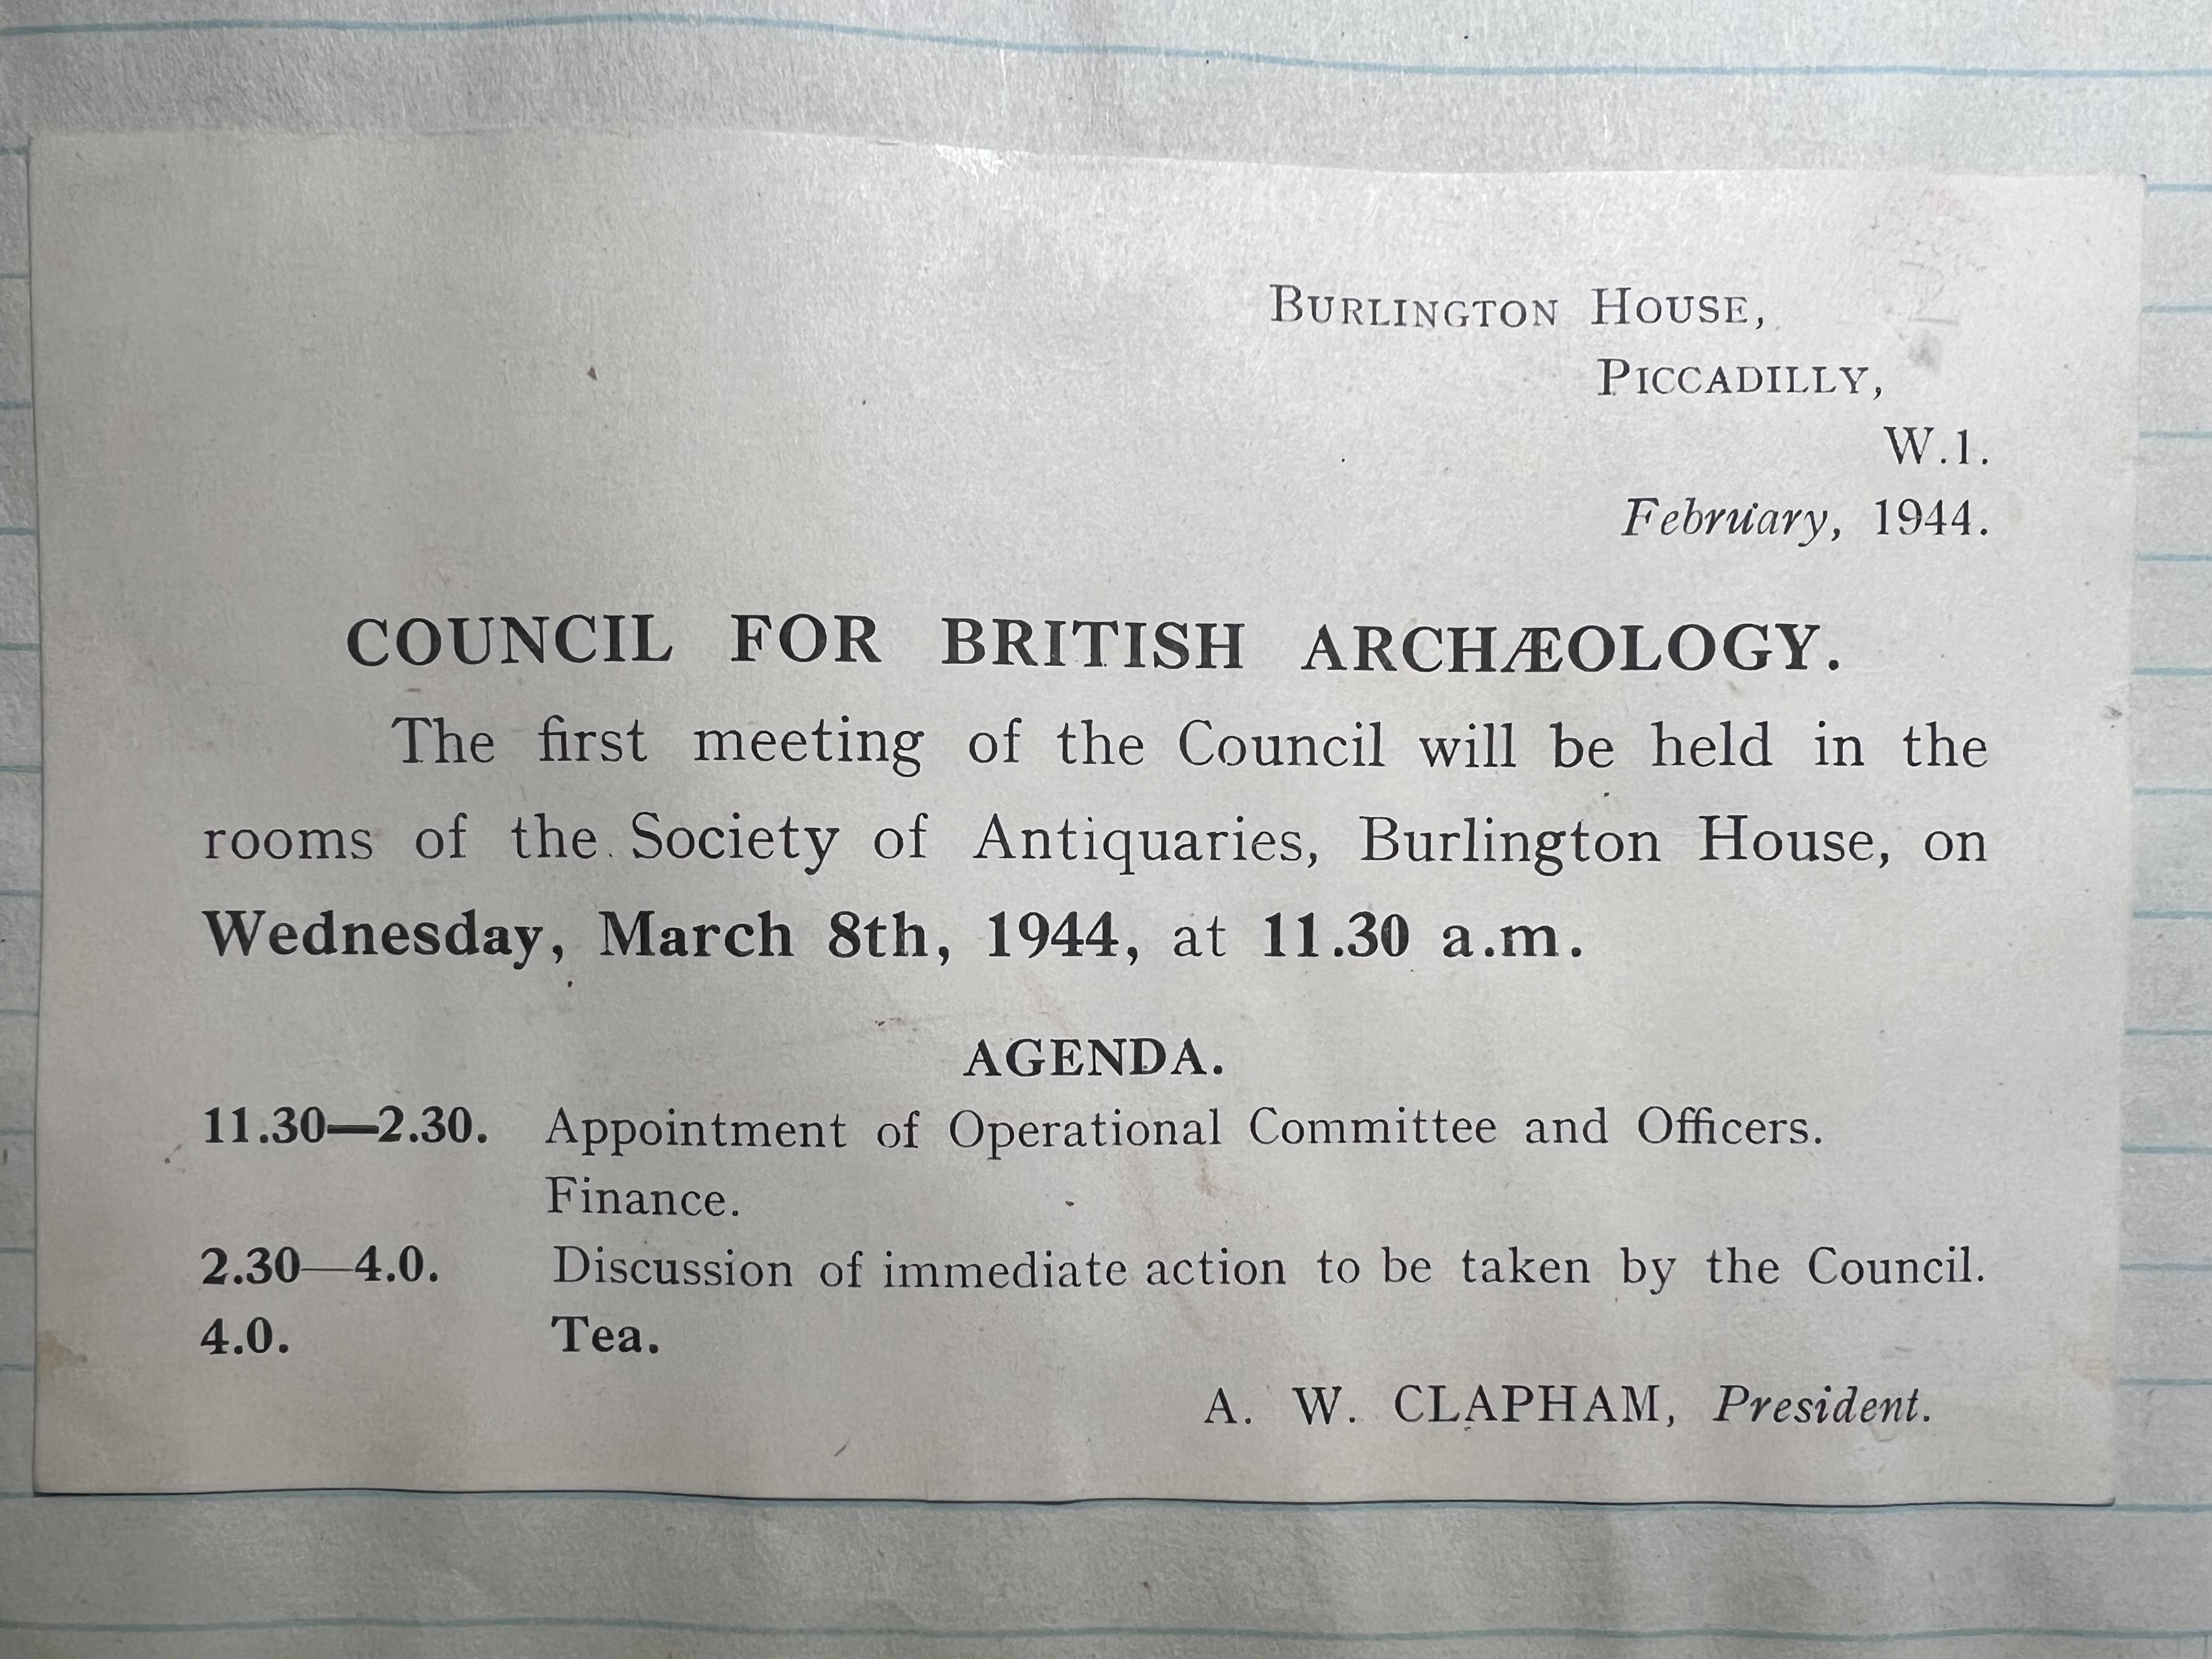 Burlington House,
Piccadilly,
W.1.
February, 1944.
COUNCIL FOR BRITISH ARCHÆOLOGY.
The first meeting of the Council will be held in the
rooms of the Society of Antiquaries, Burlington House, on
Wednesday, March 8th, 1944, at 11.30 a.m.
AGENDA.
11.30—2.30. Appointment of Operational Committee and Officers.
Finance.
2.30—4.0. Discussion of immediate action to be taken by the Council.
4.0. Tea.
A. W. CLAPHAM, President.